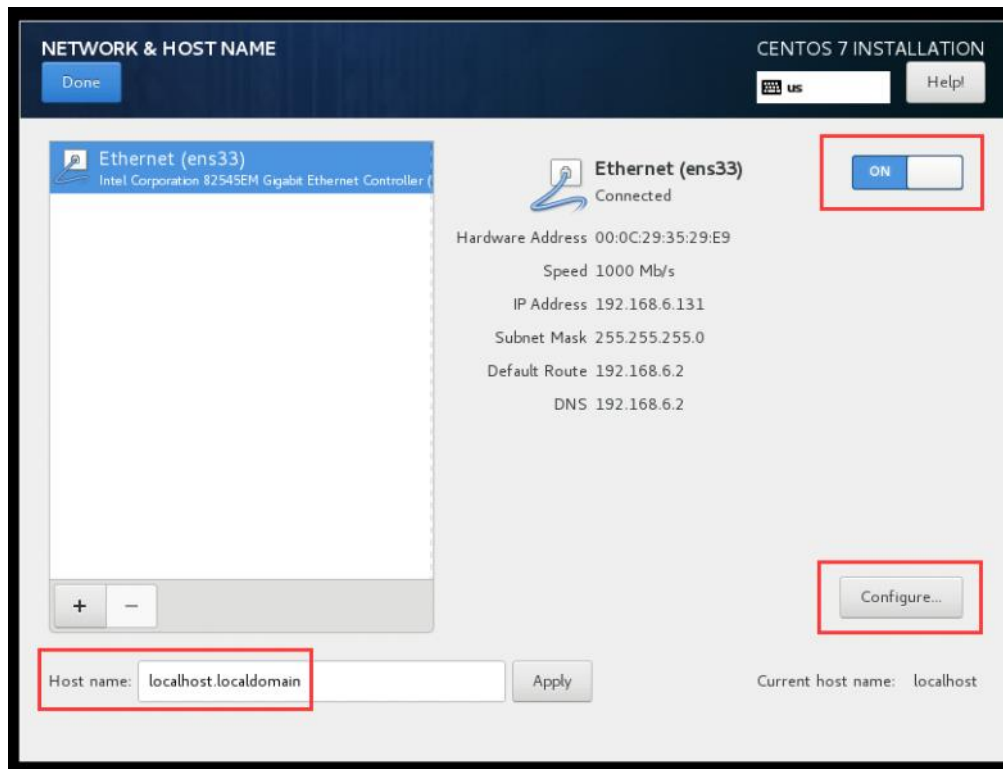 NETWORK & HOST NAME
CENTOS 7 INSTALLATION
Done
us
Help!
Ethernet (ens33)
Intel Corporation 82545EM Gigabit Ethernet Controller (
Ethernet (ens33)
Connected
ON
Hardware Address 00:0C:29:35:29:E9
Speed 1000 Mb/s
IP Address 192.168.6.131
Subnet Mask 255.255.255.0
Default Route 192.168.6.2
DNS 192.168.6.2
+ −
Configure...
Host name: localhost.localdomain
Apply
Current host name: localhost